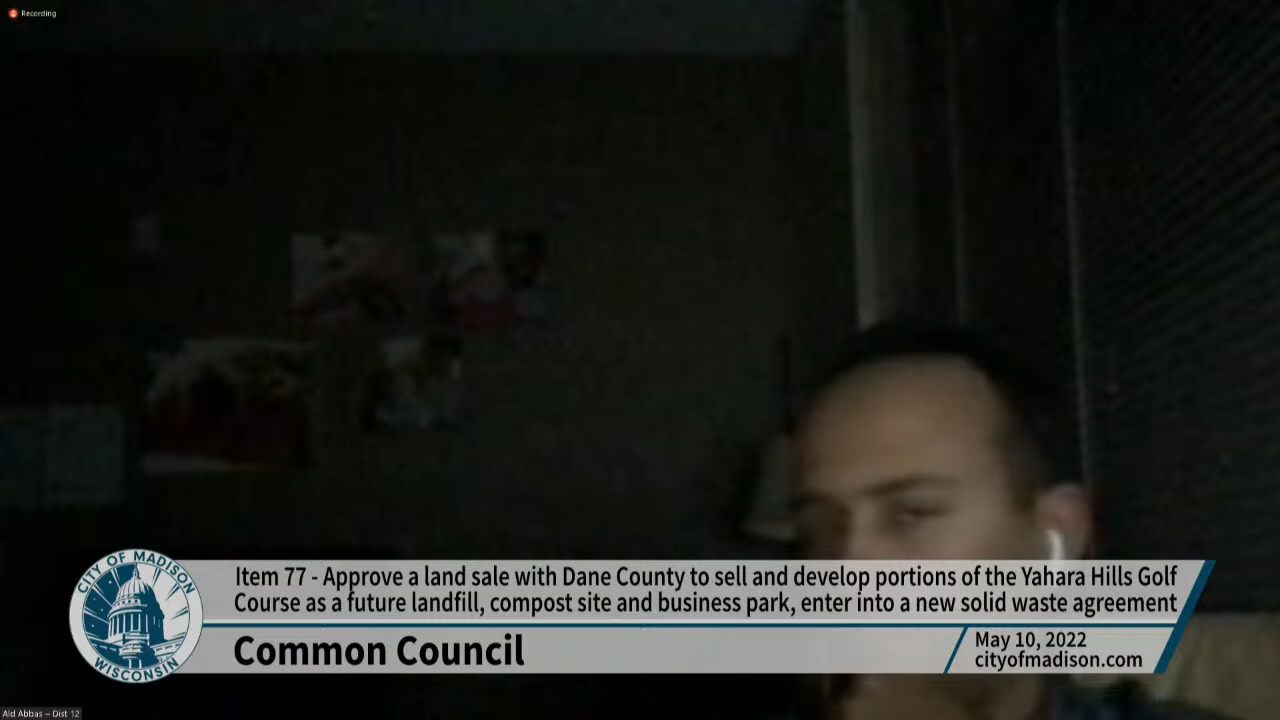 Recording
Item 77 - Approve a land sale with Dane County to sell and develop portions of the Yahara Hills Golf
Course as a future landfill, compost site and business park, enter into a new solid waste agreement
Common Council
May 10, 2022
cityofmadison.com
CITY OF MADISON
WISCONSIN
Ald Abbas – Dist 12